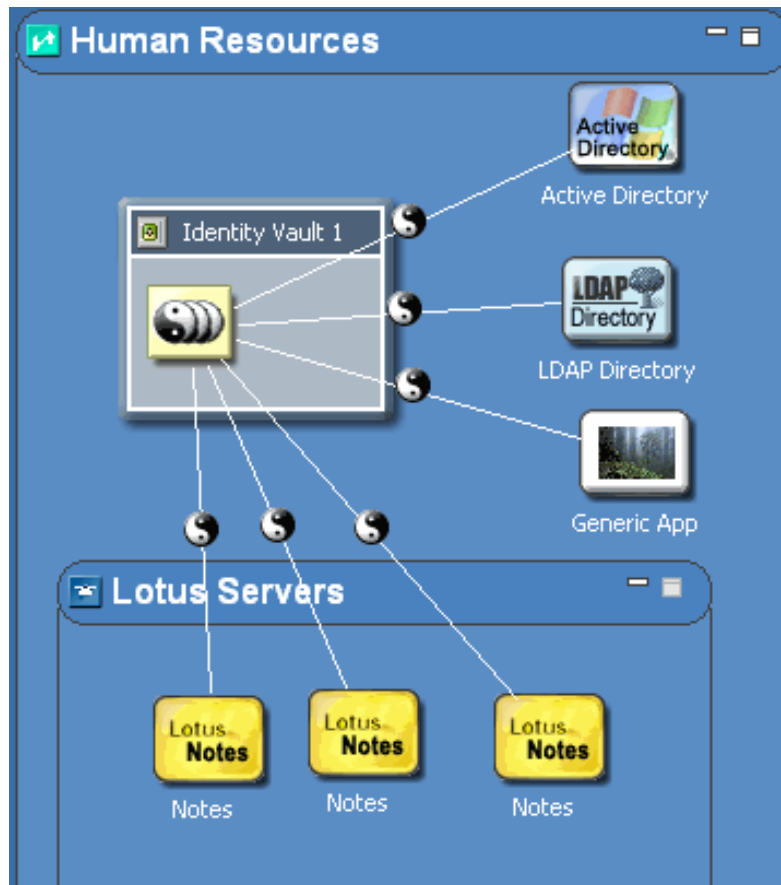 Human Resources
Active
Directory
Active Directory
Identity Vault 1
LDAP
Directory
LDAP Directory
Generic App
Lotus Servers
Lotus
Notes
Notes
Lotus
Notes
Notes
Lotus
Notes
Notes